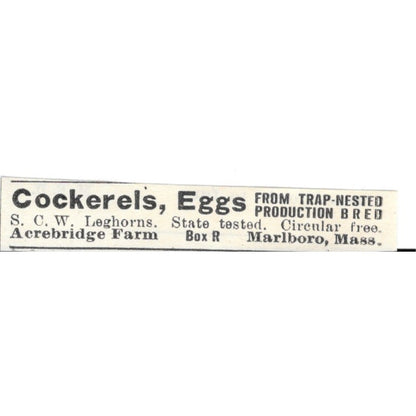 Cockerels, Eggs FROM TRAP-NESTED
PRODUCTION BRED
S. C. W. Leghorns. State tested. Circular free.
Acrebridge Farm Box R Marlboro, Mass.